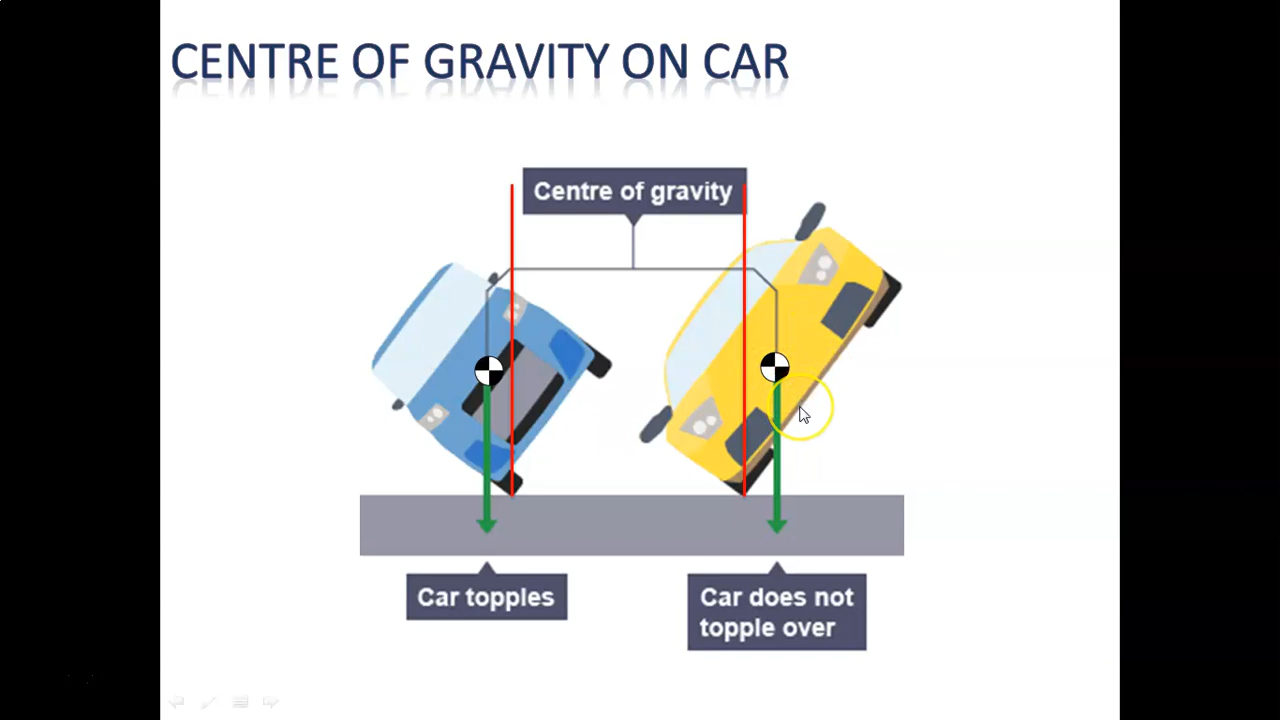 CENTRE OF GRAVITY ON CAR
Centre of gravity
Car topples
Car does not
topple over